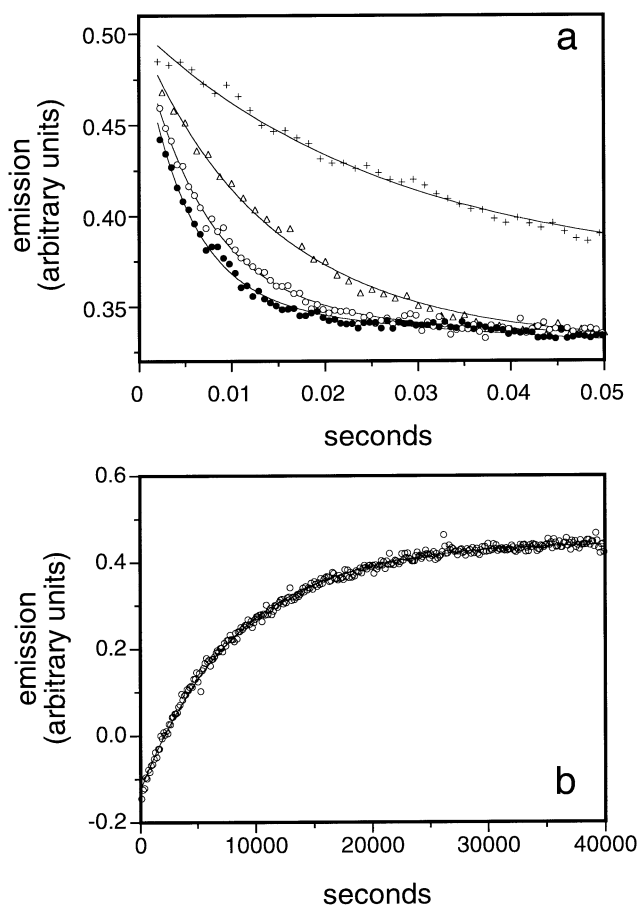 a
0.50
0.45
0.40
0.35
emission
(arbitrary units)
0 0.01 0.02 0.03 0.04 0.05
seconds
0.6
0.4
0.2
0.0
-0.2
emission
(arbitrary units)
b
0 10000 20000 30000 40000
seconds